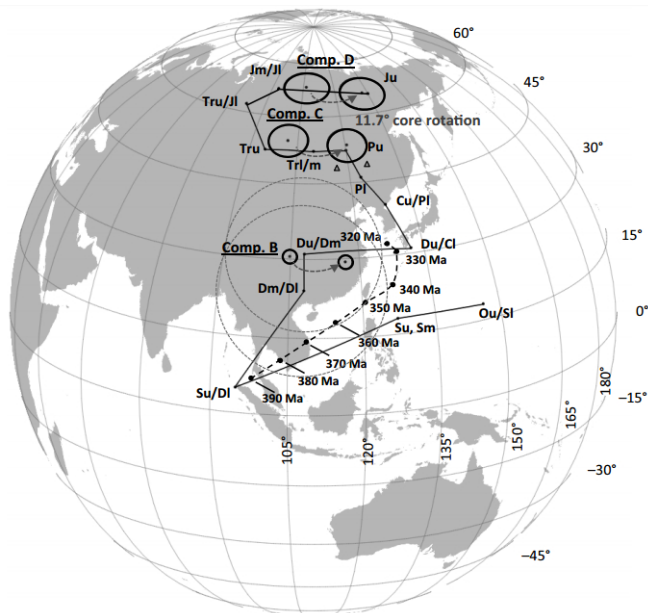 60°
Comp. D
Jm/Jl
Ju
45°
Tru/Jl
Comp. C
11.7° core rotation
30°
Tru
Trl/m
Pu
Pl
Cu/Pl
15°
Comp. B
Du/Dm
320 Ma
Du/Cl
330 Ma
Dm/Dl
340 Ma
350 Ma
Ou/Sl
0°
Su, Sm
360 Ma
370 Ma
380 Ma
Su/Dl
390 Ma
105°
120°
135°
150°
165°
180°
−15°
−30°
−45°